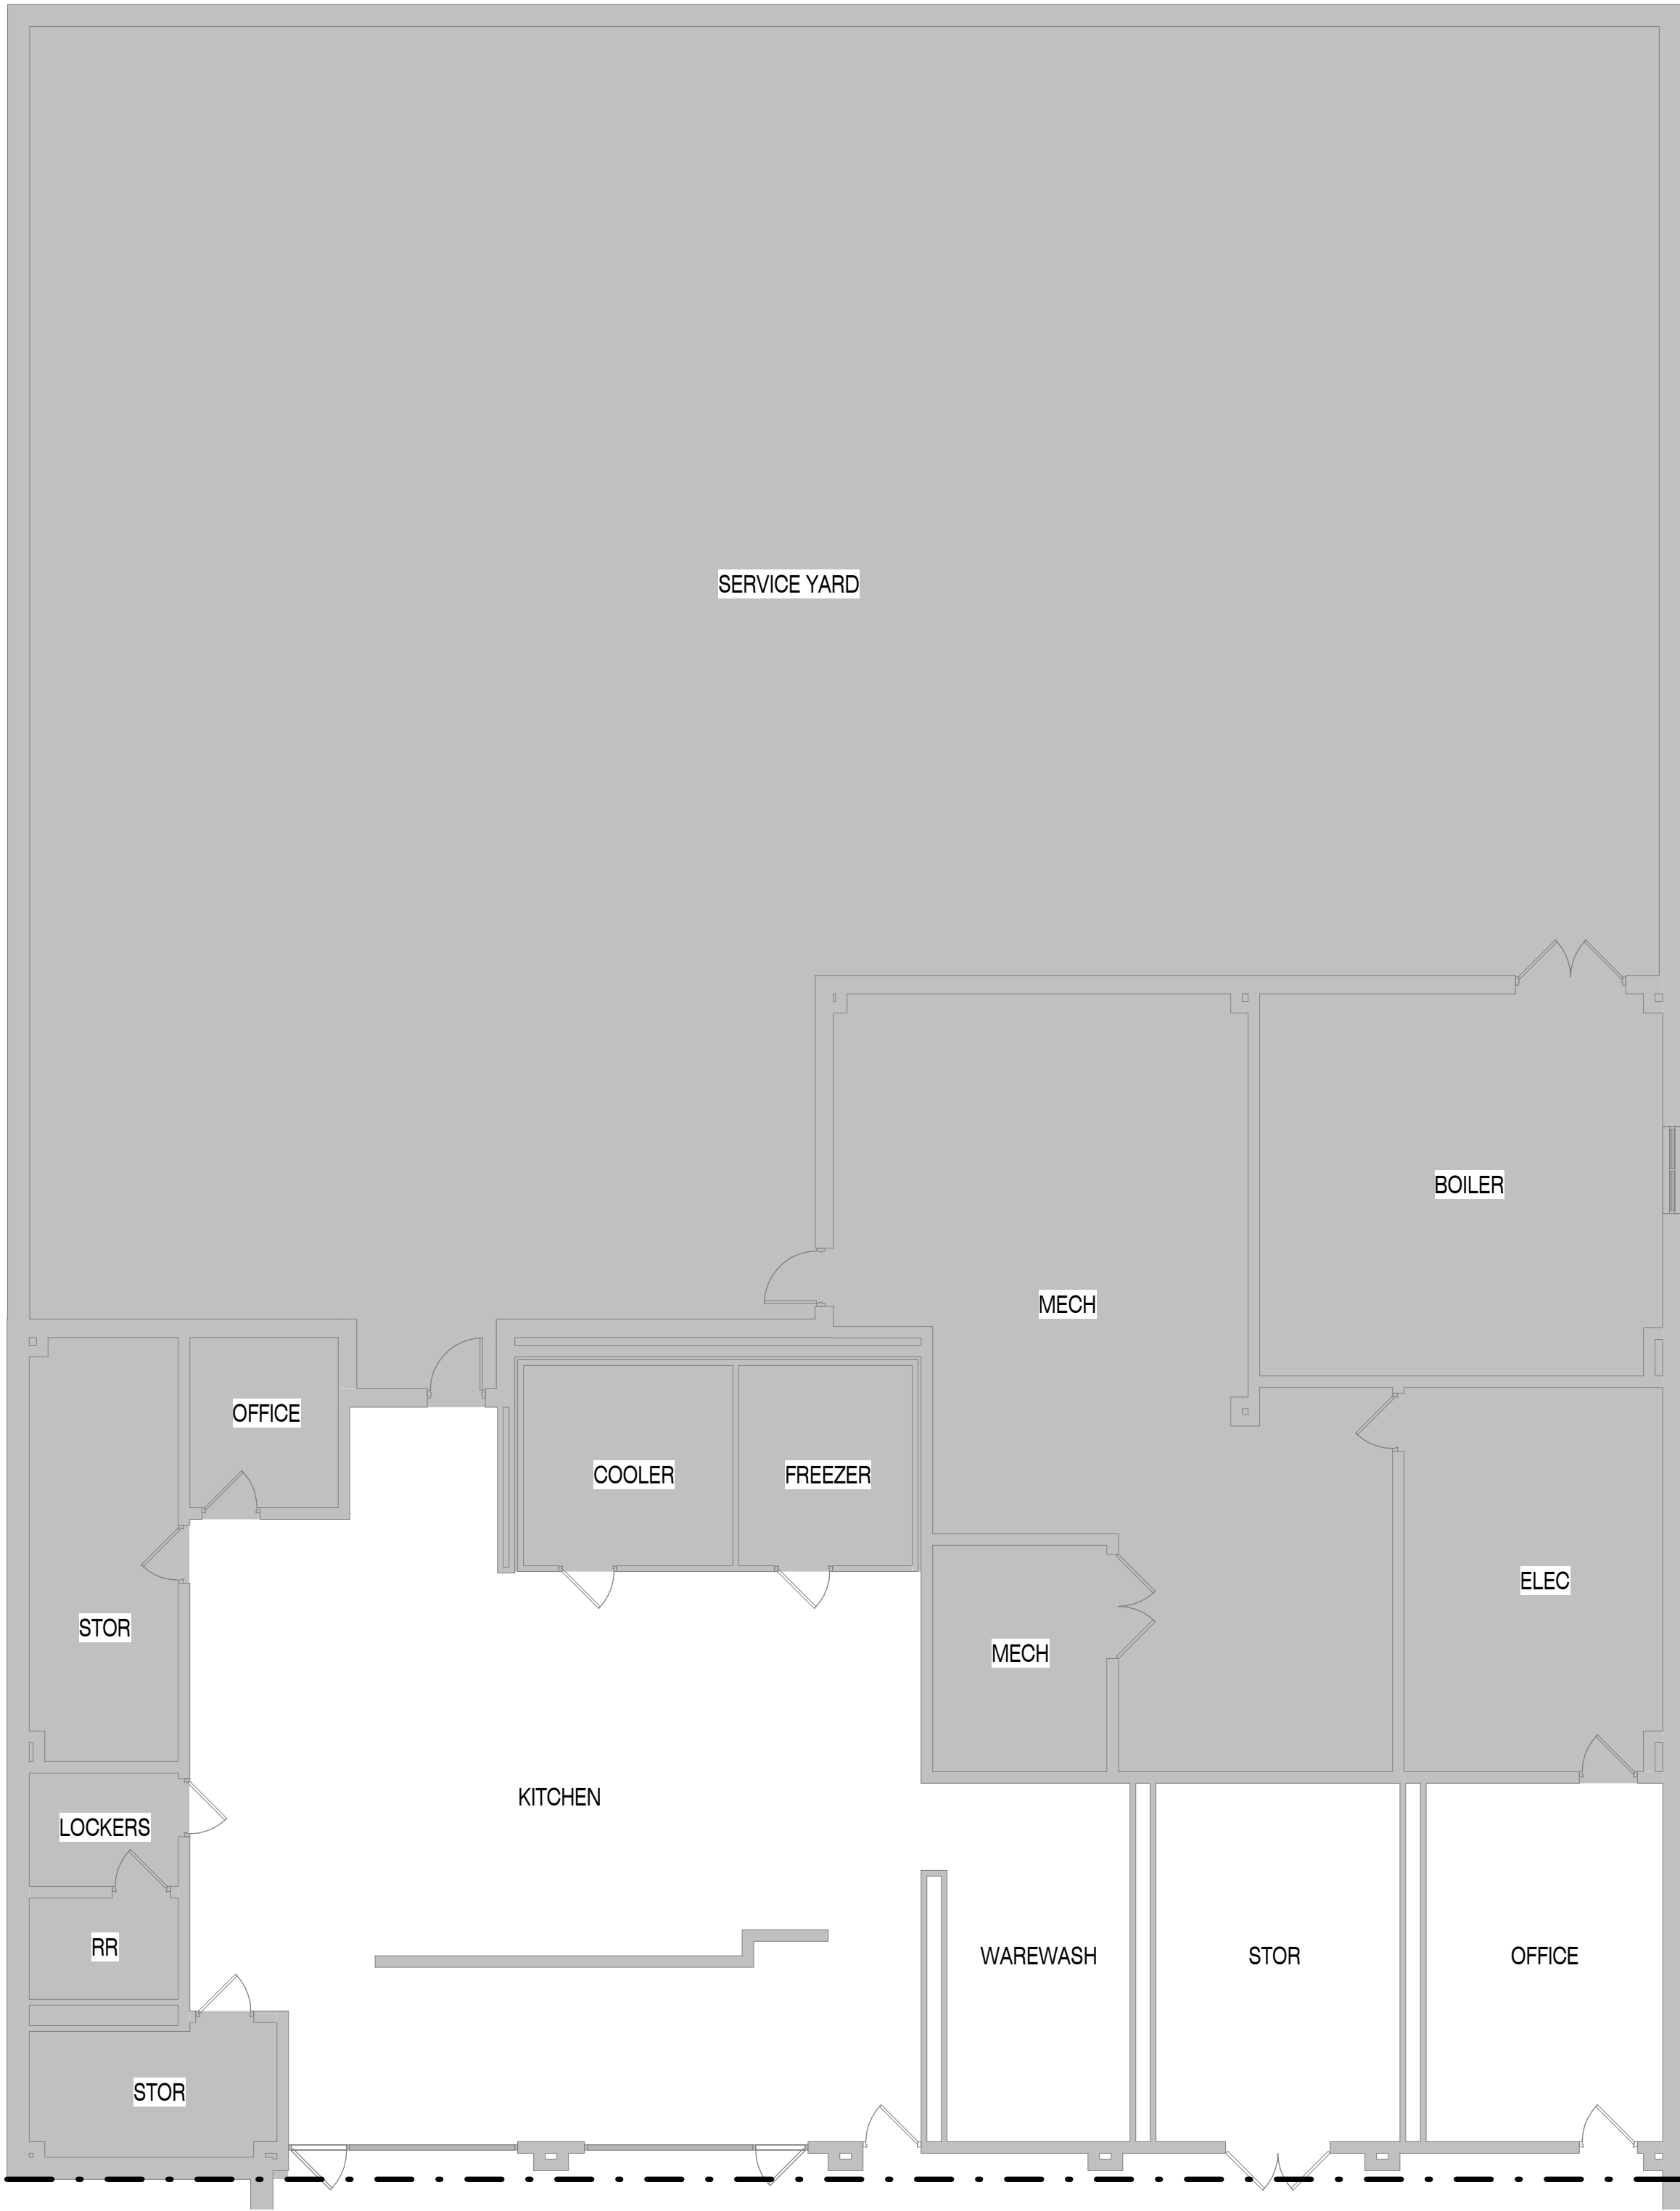 SERVICE YARD
BOILER
MECH
OFFICE
COOLER
FREEZER
ELEC
STOR
MECH
KITCHEN
LOCKERS
RR
WAREWASH
STOR
OFFICE
STOR